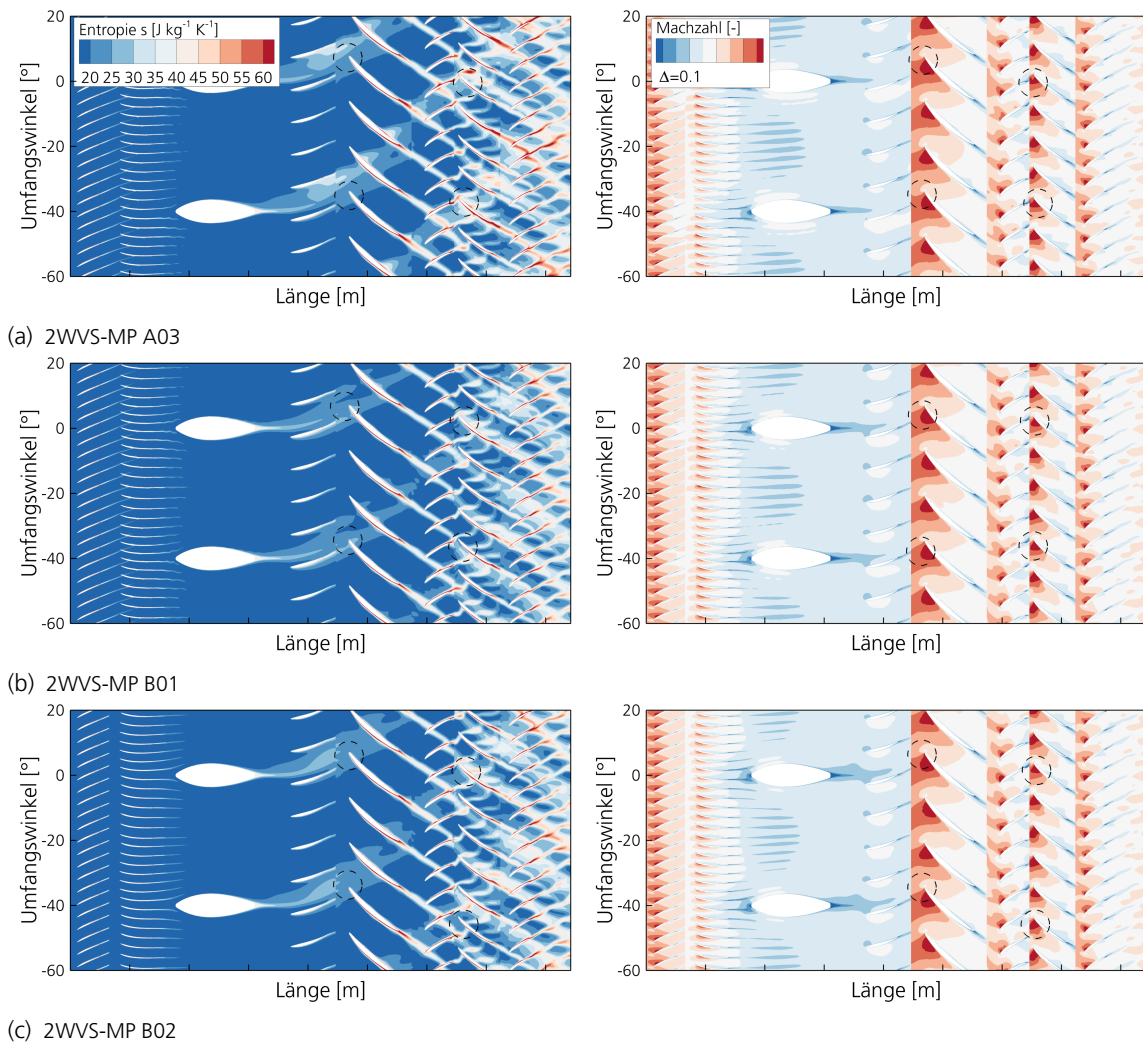 Entropie s [J kg⁻¹ K⁻¹]
20 25 30 35 40 45 50 55 60
Umfangswinkel [°]
20
0
-20
-40
-60
Länge [m]
Machzahl [-]
Δ=0.1
Umfangswinkel [°]
20
0
-20
-40
-60
Länge [m]
(a) 2WVS-MP A03
Umfangswinkel [°]
20
0
-20
-40
-60
Länge [m]
Umfangswinkel [°]
20
0
-20
-40
-60
Länge [m]
(b) 2WVS-MP B01
Umfangswinkel [°]
20
0
-20
-40
-60
Länge [m]
Umfangswinkel [°]
20
0
-20
-40
-60
Länge [m]
(c) 2WVS-MP B02